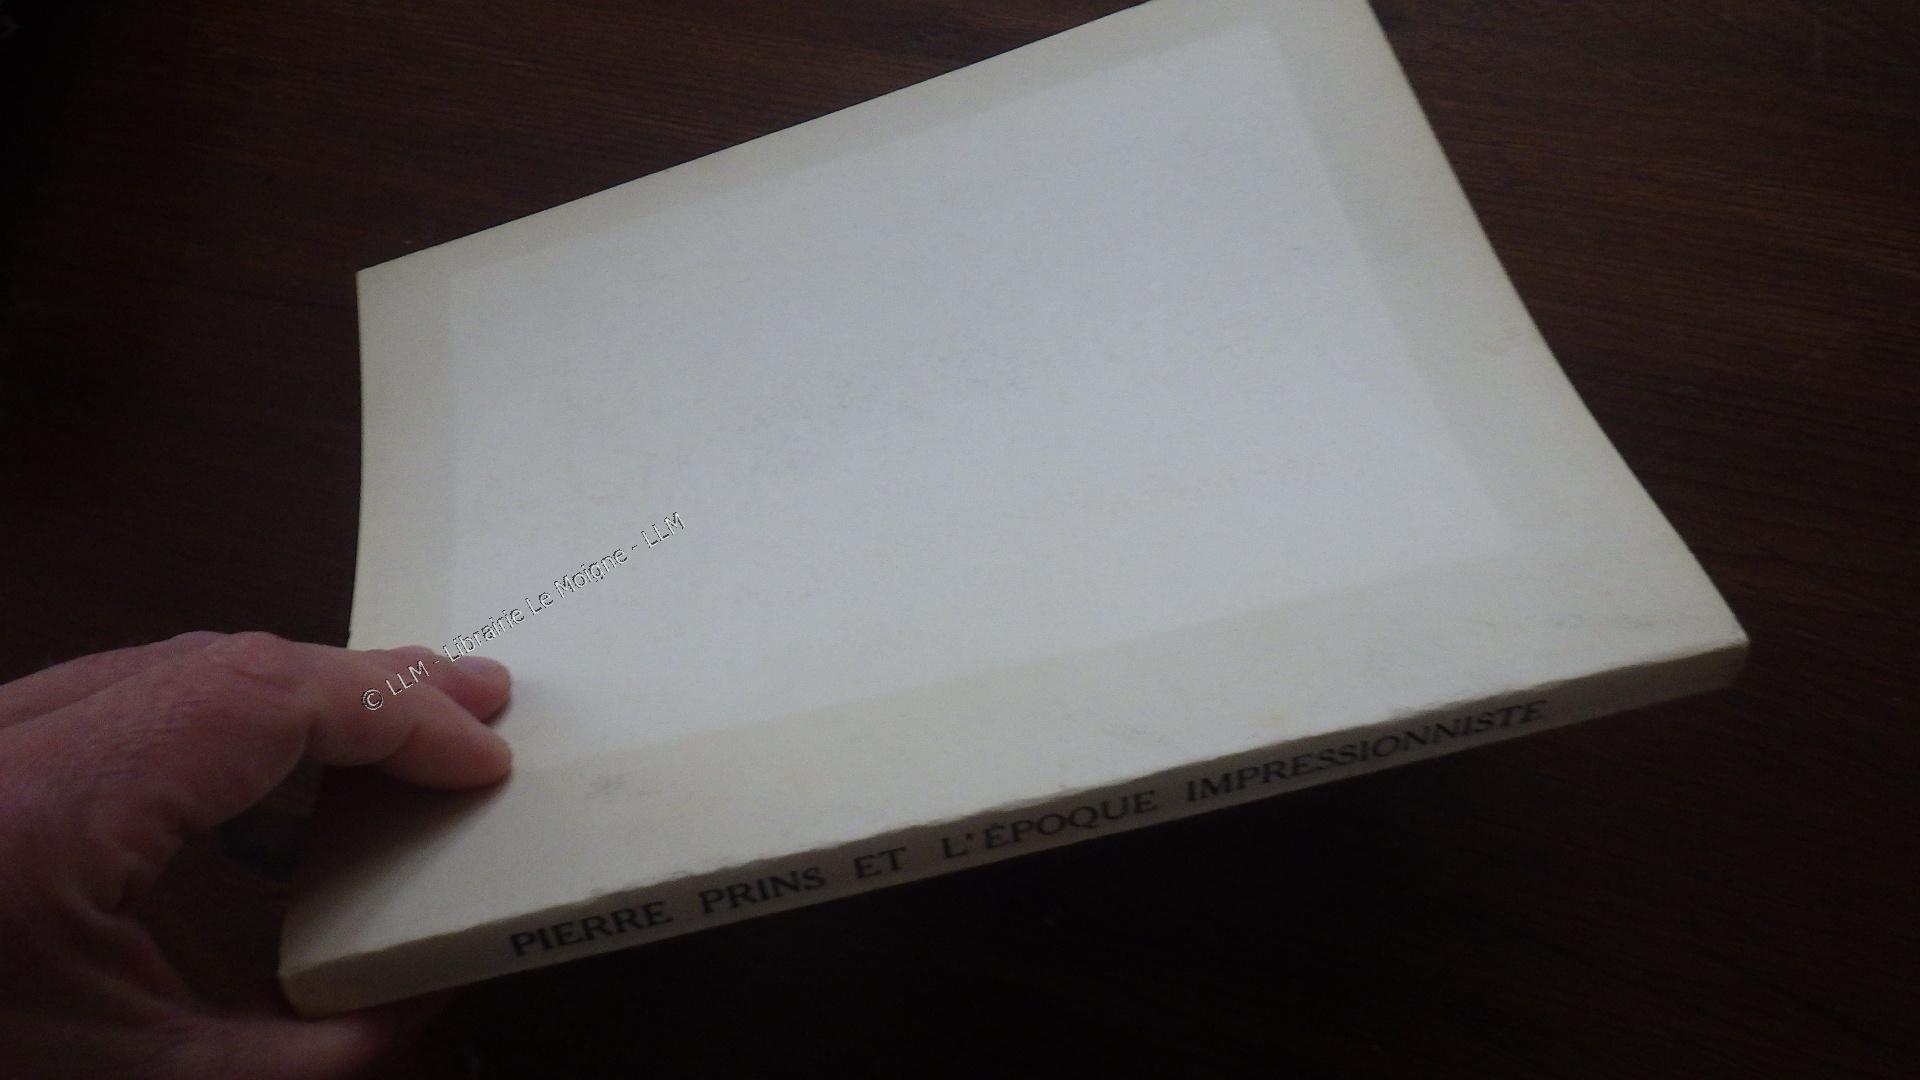 © LLM - Librairie Le Moigne - LLM
PIERRE PRINS ET L'ÉPOQUE IMPRESSIONNISTE